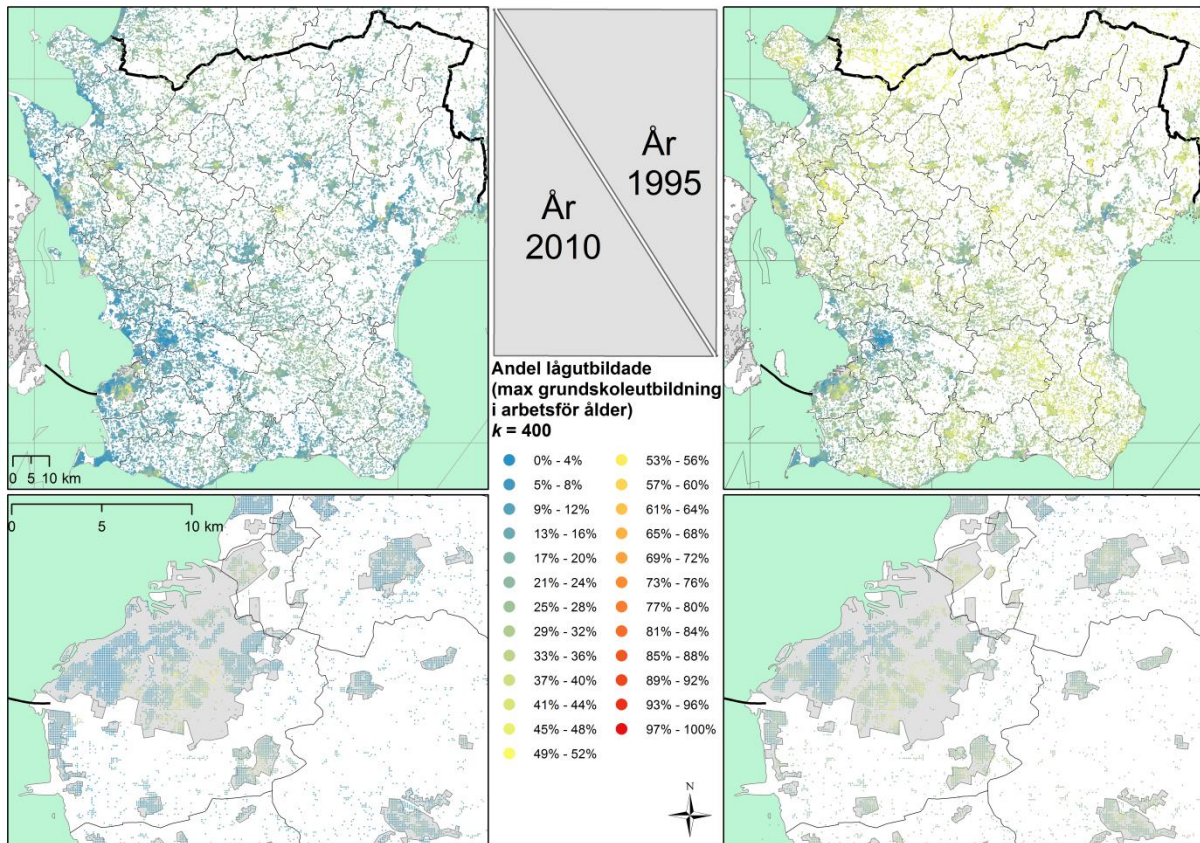 År
1995
År
2010
Andel lågutbildade
(max grundskoleutbildning
i arbetsför ålder)
k = 400
0% - 4%
5% - 8%
9% - 12%
13% - 16%
17% - 20%
21% - 24%
25% - 28%
29% - 32%
33% - 36%
37% - 40%
41% - 44%
45% - 48%
49% - 52%
53% - 56%
57% - 60%
61% - 64%
65% - 68%
69% - 72%
73% - 76%
77% - 80%
81% - 84%
85% - 88%
89% - 92%
93% - 96%
97% - 100%
0 5 10 km
0 5 10 km
N